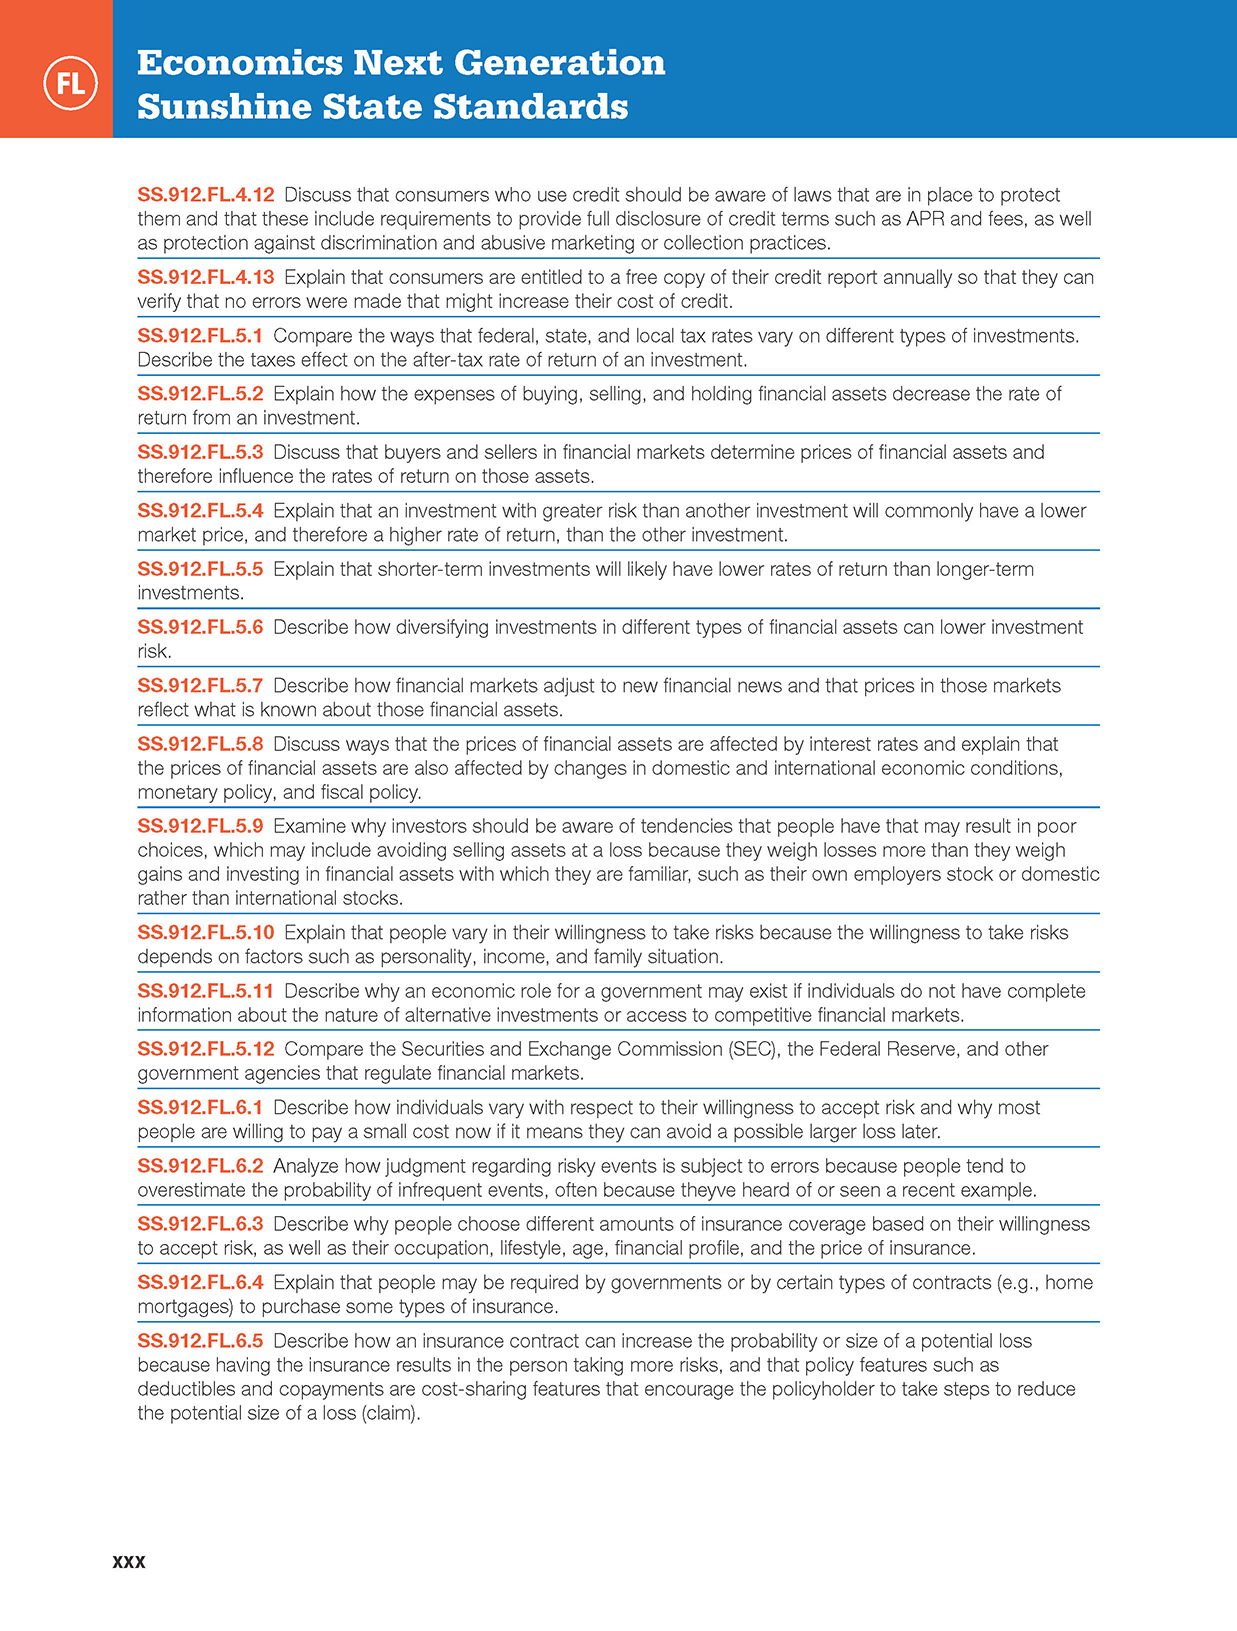 FL
Economics Next Generation
Sunshine State Standards
SS.912.FL.4.12 Discuss that consumers who use credit should be aware of laws that are in place to protect
them and that these include requirements to provide full disclosure of credit terms such as APR and fees, as well
as protection against discrimination and abusive marketing or collection practices.
SS.912.FL.4.13 Explain that consumers are entitled to a free copy of their credit report annually so that they can
verify that no errors were made that might increase their cost of credit.
SS.912.FL.5.1 Compare the ways that federal, state, and local tax rates vary on different types of investments.
Describe the taxes effect on the after-tax rate of return of an investment.
SS.912.FL.5.2 Explain how the expenses of buying, selling, and holding financial assets decrease the rate of
return from an investment.
SS.912.FL.5.3 Discuss that buyers and sellers in financial markets determine prices of financial assets and
therefore influence the rates of return on those assets.
SS.912.FL.5.4 Explain that an investment with greater risk than another investment will commonly have a lower
market price, and therefore a higher rate of return, than the other investment.
SS.912.FL.5.5 Explain that shorter-term investments will likely have lower rates of return than longer-term
investments.
SS.912.FL.5.6 Describe how diversifying investments in different types of financial assets can lower investment
risk.
SS.912.FL.5.7 Describe how financial markets adjust to new financial news and that prices in those markets
reflect what is known about those financial assets.
SS.912.FL.5.8 Discuss ways that the prices of financial assets are affected by interest rates and explain that
the prices of financial assets are also affected by changes in domestic and international economic conditions,
monetary policy, and fiscal policy.
SS.912.FL.5.9 Examine why investors should be aware of tendencies that people have that may result in poor
choices, which may include avoiding selling assets at a loss because they weigh losses more than they weigh
gains and investing in financial assets with which they are familiar, such as their own employers stock or domestic
rather than international stocks.
SS.912.FL.5.10 Explain that people vary in their willingness to take risks because the willingness to take risks
depends on factors such as personality, income, and family situation.
SS.912.FL.5.11 Describe why an economic role for a government may exist if individuals do not have complete
information about the nature of alternative investments or access to competitive financial markets.
SS.912.FL.5.12 Compare the Securities and Exchange Commission (SEC), the Federal Reserve, and other
government agencies that regulate financial markets.
SS.912.FL.6.1 Describe how individuals vary with respect to their willingness to accept risk and why most
people are willing to pay a small cost now if it means they can avoid a possible larger loss later.
SS.912.FL.6.2 Analyze how judgment regarding risky events is subject to errors because people tend to
overestimate the probability of infrequent events, often because theyve heard of or seen a recent example.
SS.912.FL.6.3 Describe why people choose different amounts of insurance coverage based on their willingness
to accept risk, as well as their occupation, lifestyle, age, financial profile, and the price of insurance.
SS.912.FL.6.4 Explain that people may be required by governments or by certain types of contracts (e.g., home
mortgages) to purchase some types of insurance.
SS.912.FL.6.5 Describe how an insurance contract can increase the probability or size of a potential loss
because having the insurance results in the person taking more risks, and that policy features such as
deductibles and copayments are cost-sharing features that encourage the policyholder to take steps to reduce
the potential size of a loss (claim).
xxx